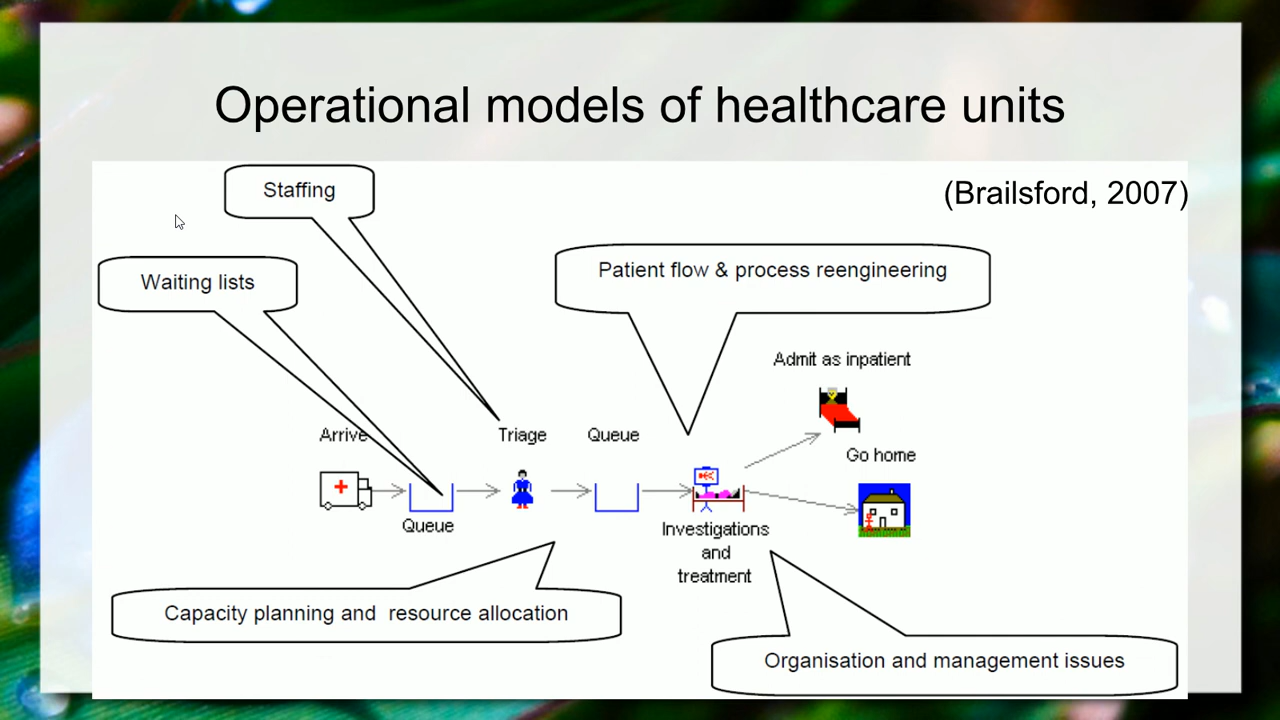 Operational models of healthcare units
(Brailsford, 2007)
Staffing
Waiting lists
Patient flow & process reengineering
Admit as inpatient
Arrive
Triage
Queue
Go home
Queue
Investigations
and
treatment
Capacity planning and  resource allocation
Organisation and management issues